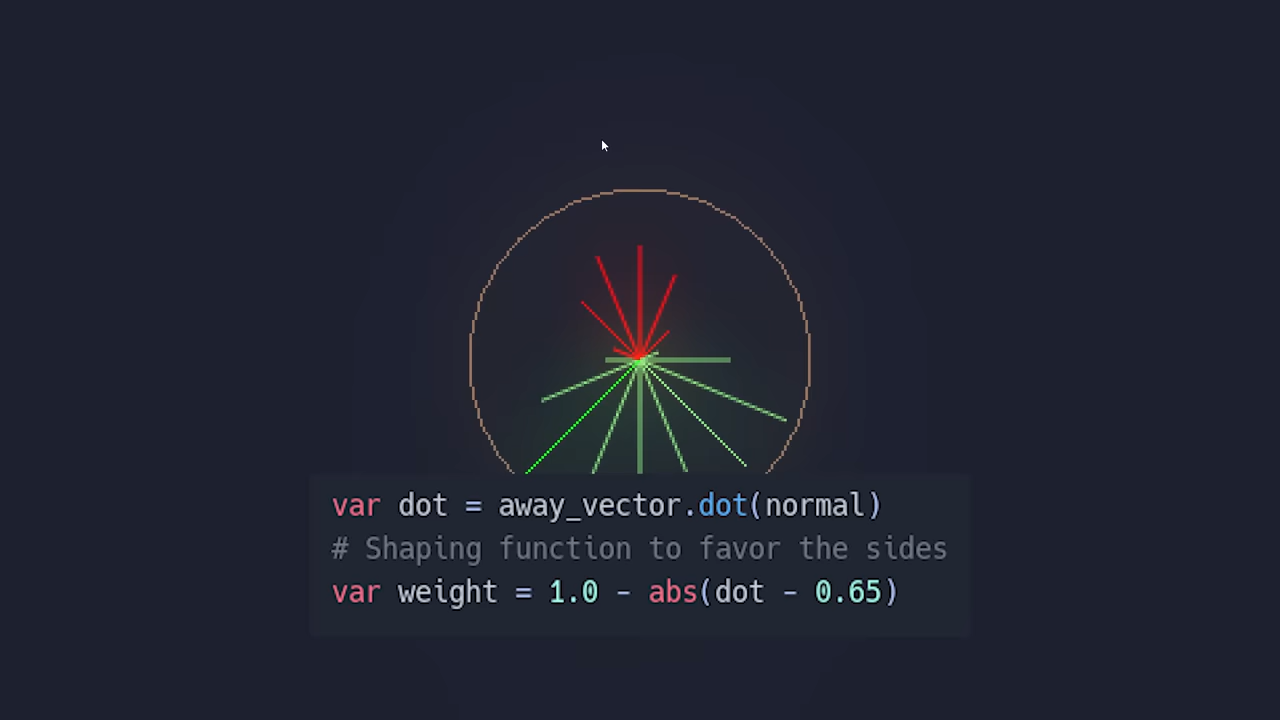 var dot = away_vector.dot(normal)
# Shaping function to favor the sides
var weight = 1.0 - abs(dot - 0.65)